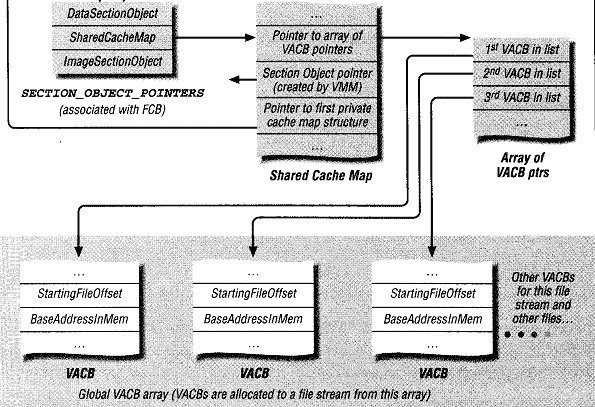 DataSectionObject
SharedCacheMap
ImageSectionObject
SECTION_OBJECT_POINTERS
(associated with FCB)
...
Pointer to array of
VACB pointers
Section Object pointer
(created by VMM)
Pointer to first private
cache map structure
...
Shared Cache Map
1st VACB in list
2nd VACB in list
3rd VACB in list
...
Array of
VACB ptrs
...
StartingFileOffset
BaseAddressInMem
...
VACB
...
StartingFileOffset
BaseAddressInMem
...
VACB
...
StartingFileOffset
BaseAddressInMem
...
VACB
Other VACBs
for this file
stream and
other files...
Global VACB array (VACBs are allocated to a file stream from this array)